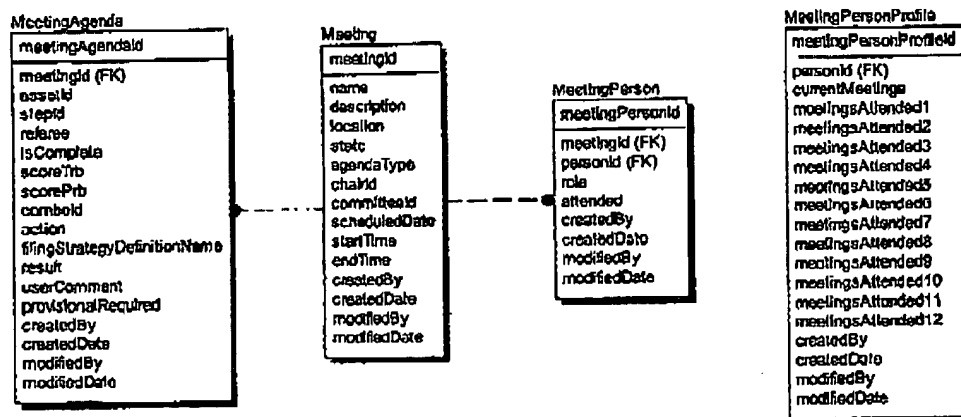 MeetingAgenda
meetingAgendaId
meetingId (FK)
assetId
stepId
referee
isComplete
scoreTrb
scorePrb
comboId
action
filingStrategyDefinitionName
result
userComment
provisionalRequired
createdBy
createdDate
modifiedBy
modifiedDate
Meeting
meetingId
name
description
location
state
agendaType
chairId
committeeId
scheduledDate
startTime
endTime
createdBy
createdDate
modifiedBy
modifiedDate
MeetingPerson
meetingPersonId
meetingId (FK)
personId (FK)
role
attended
createdBy
createdDate
modifiedBy
modifiedDate
MeetingPersonProfile
meetingPersonProfileId
personId (FK)
currentMeetings
meetingsAttended1
meetingsAttended2
meetingsAttended3
meetingsAttended4
meetingsAttended5
meetingsAttended6
meetingsAttended7
meetingsAttended8
meetingsAttended9
meetingsAttended10
meetingsAttended11
meetingsAttended12
createdBy
createdDate
modifiedBy
modifiedDate